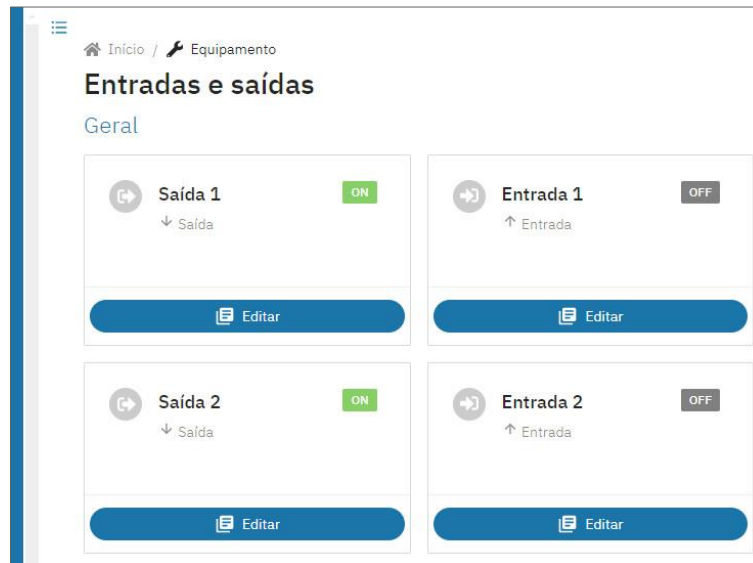 Início / Equipamento
Entradas e saídas
Geral
Saída 1 ON
Saída
Editar
Entrada 1 OFF
Entrada
Editar
Saída 2 ON
Saída
Editar
Entrada 2 OFF
Entrada
Editar